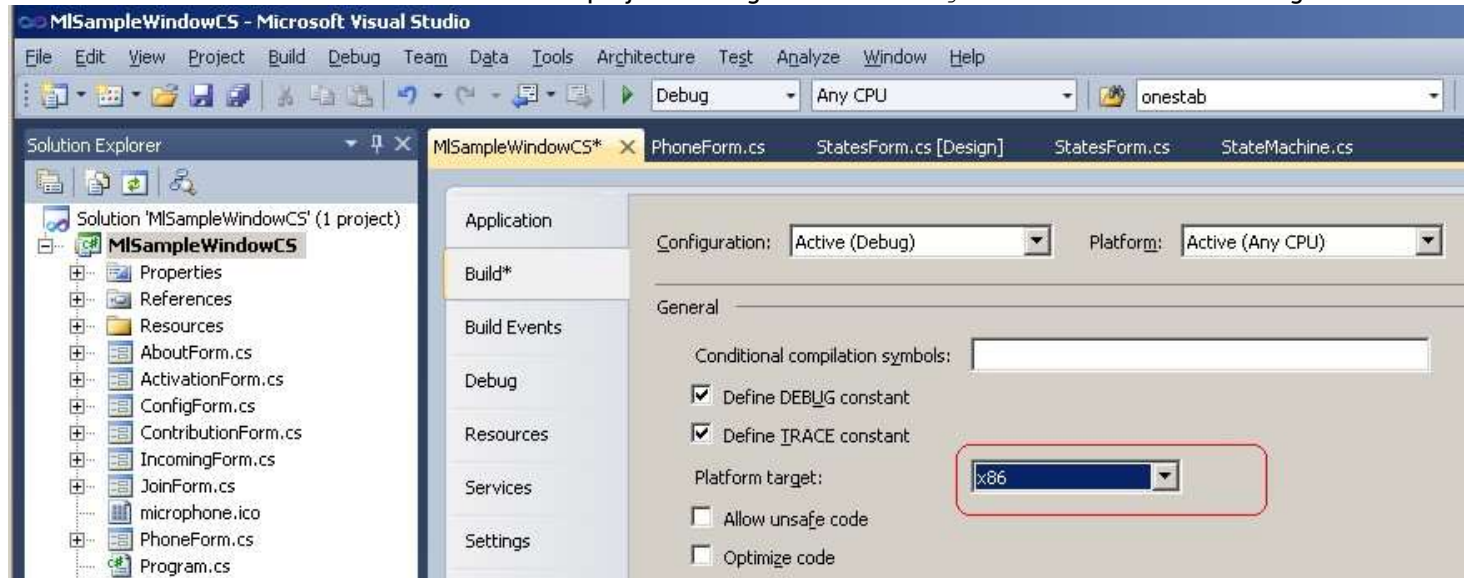 MlSampleWindowCS - Microsoft Visual Studio
File Edit View Project Build Debug Team Data Tools Architecture Test Analyze Window Help
Debug Any CPU onestab
Solution Explorer
MlSampleWindowCS* PhoneForm.cs StatesForm.cs [Design] StatesForm.cs StateMachine.cs
Solution 'MlSampleWindowCS' (1 project)
MlSampleWindowCS
Properties
References
Resources
AboutForm.cs
ActivationForm.cs
ConfigForm.cs
ContributionForm.cs
IncomingForm.cs
JoinForm.cs
microphone.ico
PhoneForm.cs
Program.cs
Application
Build*
Build Events
Debug
Resources
Services
Settings
Configuration: Active (Debug) Platform: Active (Any CPU)
General
Conditional compilation symbols:
Define DEBUG constant
Define TRACE constant
Platform target: x86
Allow unsafe code
Optimize code